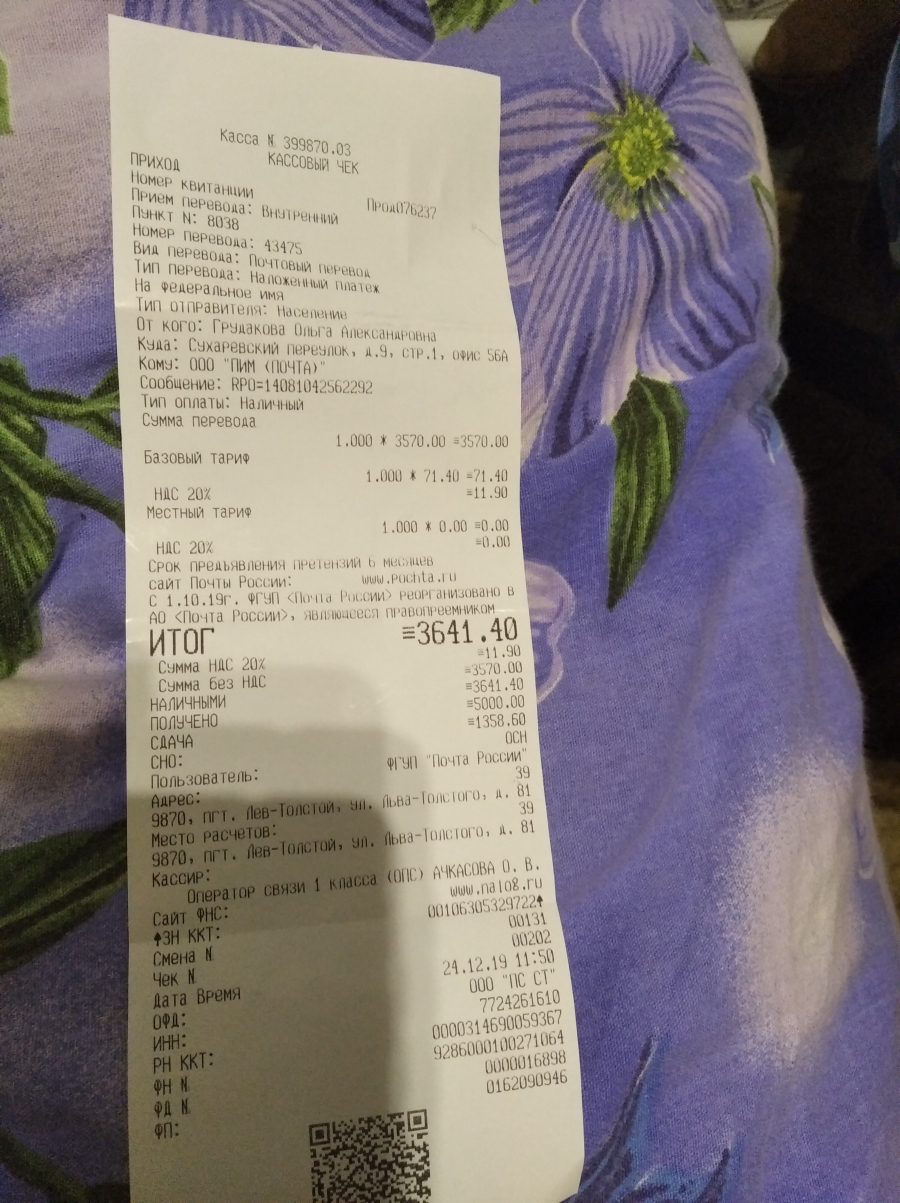 Касса № 399870.03
КАССОВЫЙ ЧЕК
ПРИХОД
Номер квитанции Прод076237
Прием перевода: Внутренний
Пункт N: 8038
Номер перевода: 43475
Вид перевода: Почтовый перевод
Тип перевода: Наложенный платеж
На федеральное имя
Тип отправителя: Население
От кого: Грудакова Ольга Александровна
Куда: Сухаревский переулок, д.9, стр.1, офис 56А
Кому: ООО "ПИМ (ПОЧТА)"
Сообщение: RPO=14081042562292
Тип оплаты: Наличный
Сумма перевода
1.000 * 3570.00 ≡3570.00
Базовый тариф
1.000 * 71.40 ≡71.40
НДС 20% ≡11.90
Местный тариф
1.000 * 0.00 ≡0.00
НДС 20% ≡0.00
Срок предъявления претензий 6 месяцев
сайт Почты России: www.pochta.ru
С 1.10.19г. ФГУП <Почта России> реорганизовано в
АО <Почта России>, являющееся правопреемником
ИТОГ ≡3641.40
Сумма НДС 20% ≡11.90
Сумма без НДС ≡3570.00
НАЛИЧНЫМИ ≡3641.40
ПОЛУЧЕНО ≡5000.00
СДАЧА ≡1358.60
СНО: ОСН
Пользователь: ФГУП "Почта России"
Адрес: 39
9870, пгт. Лев-Толстой, ул. Льва-Толстого, д. 81
Место расчетов: 39
9870, пгт. Лев-Толстой, ул. Льва-Толстого, д. 81
Кассир:
Оператор связи 1 класса (ОПС) АЧКАСОВА О. В.
Сайт ФНС: www.nalog.ru
↑ЗН ККТ: 00106305329722↑
Смена № 00131
Чек № 00202
Дата Время 24.12.19 11:50
ОФД: ООО "ПС СТ"
ИНН: 7724261610
РН ККТ: 0000314690059367
ФН № 9286000100271064
ФД № 0000016898
ФП: 0162090946